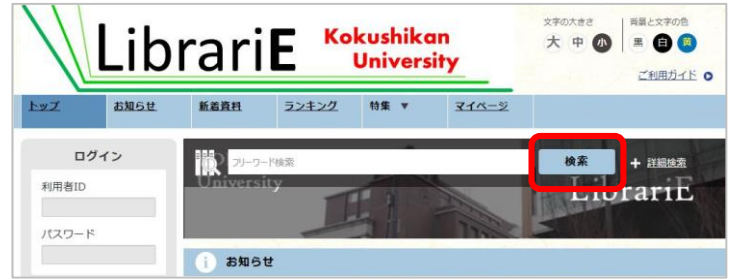 LibrariE
Kokushikan
University
文字の大きさ
大 中 小
背景と文字の色
黒 白 黄
ご利用ガイド
トップ お知らせ 新着資料 ランキング 特集 ▼ マイページ
ログイン
利用者ID
パスワード
フリーワード検索
検索
+ 詳細検索
University
LibrariE
i お知らせ